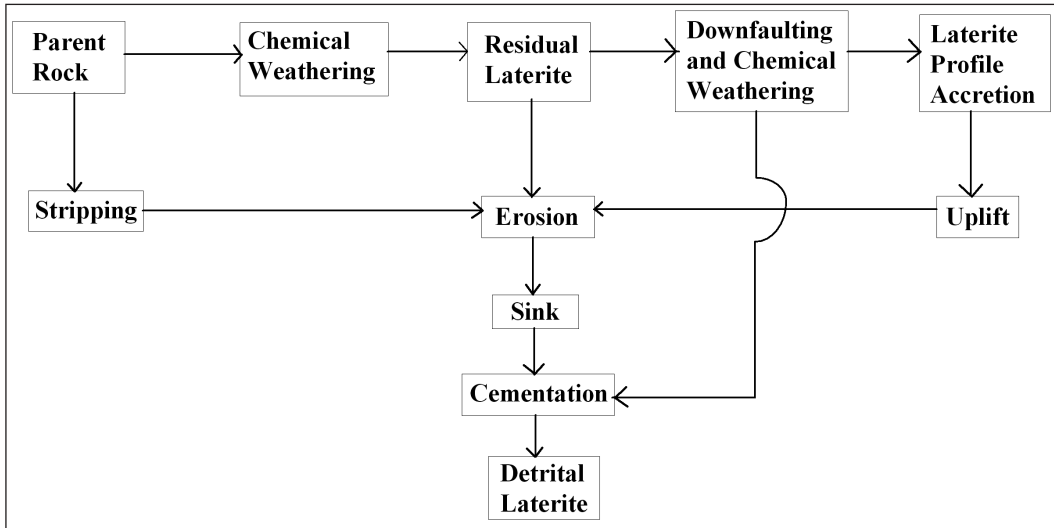 Parent
Rock
Chemical
Weathering
Residual
Laterite
Downfaulting
and Chemical
Weathering
Laterite
Profile
Accretion
Stripping
Erosion
Uplift
Sink
Cementation
Detrital
Laterite